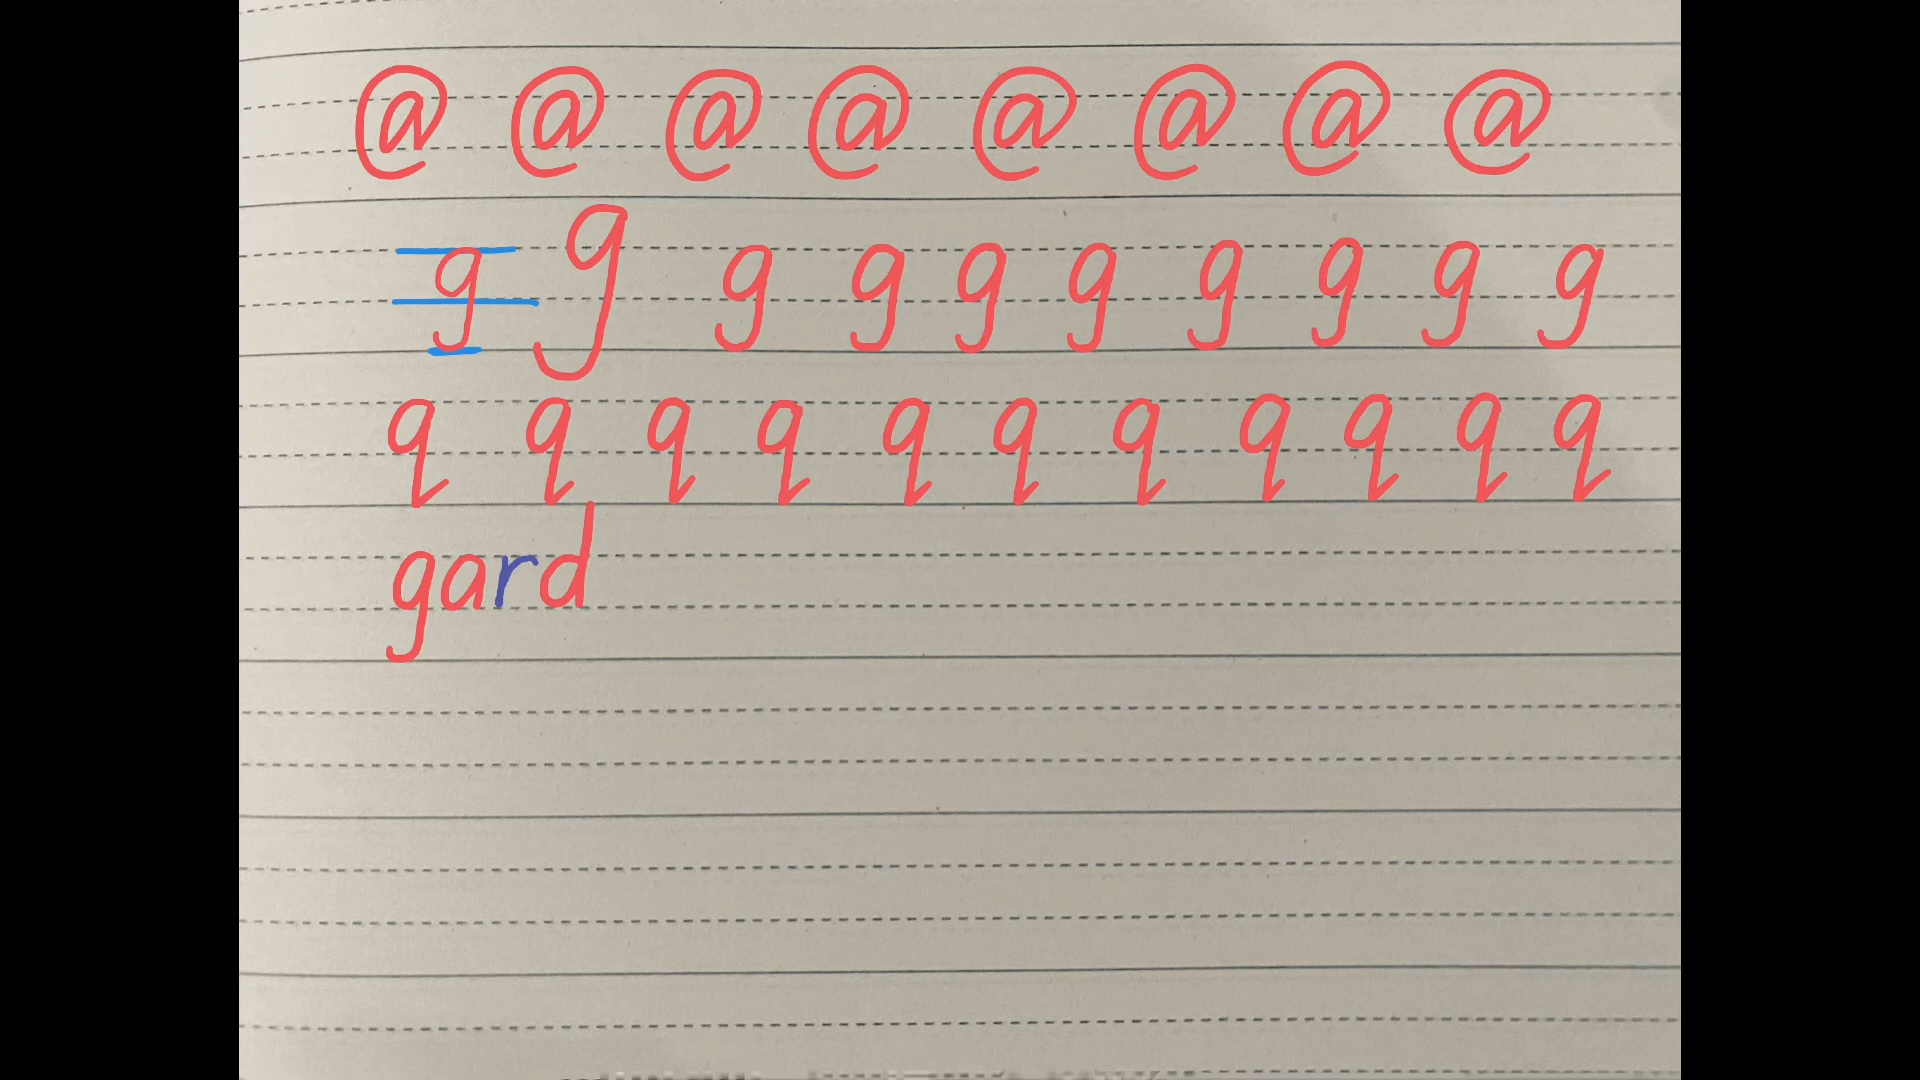 @ @ @ @ @ @ @ @
g g g g g g g g g g
q q q q q q q q q q q
gard